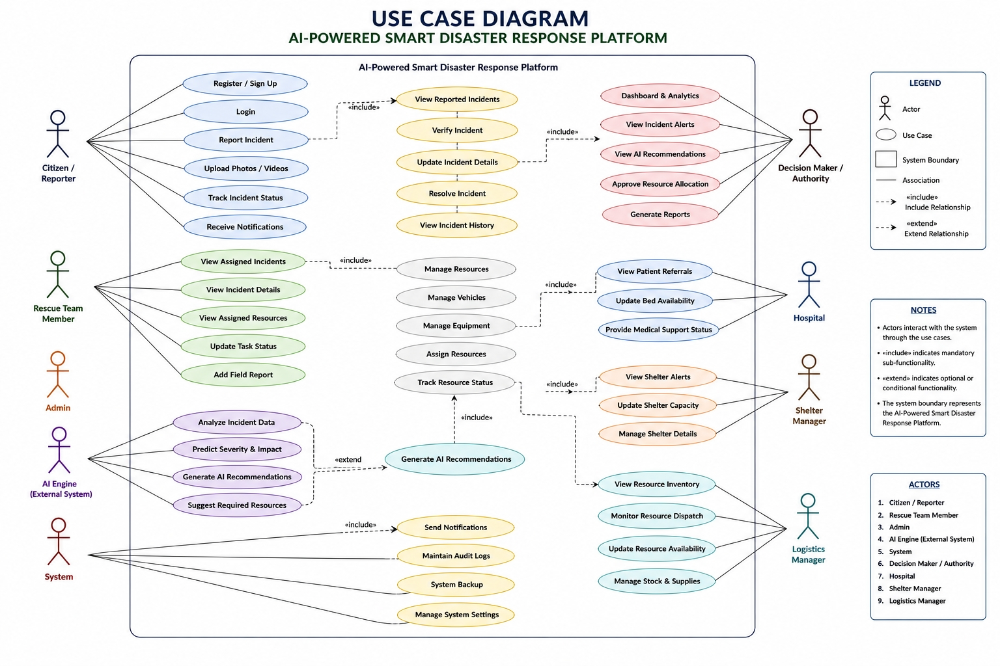 USE CASE DIAGRAM
AI-POWERED SMART DISASTER RESPONSE PLATFORM
AI-Powered Smart Disaster Response Platform
Citizen /
Reporter
Register / Sign Up
Login
Report Incident
Upload Photos / Videos
Track Incident Status
Receive Notifications
«include»
View Reported Incidents
Verify Incident
Update Incident Details
Resolve Incident
View Incident History
«include»
Dashboard & Analytics
View Incident Alerts
View AI Recommendations
Approve Resource Allocation
Generate Reports
Decision Maker /
Authority
Rescue Team
Member
View Assigned Incidents
View Incident Details
View Assigned Resources
Update Task Status
Add Field Report
«include»
Manage Resources
Manage Vehicles
Manage Equipment
Assign Resources
Track Resource Status
«include»
View Patient Referrals
Update Bed Availability
Provide Medical Support Status
Hospital
Admin
«include»
View Shelter Alerts
Update Shelter Capacity
Manage Shelter Details
Shelter
Manager
AI Engine
(External System)
Analyze Incident Data
Predict Severity & Impact
Generate AI Recommendations
Suggest Required Resources
«extend
«include»
Generate AI Recommendations
View Resource Inventory
Monitor Resource Dispatch
Update Resource Availability
Manage Stock & Supplies
Logistics
Manager
System
«include»
Send Notifications
Maintain Audit Logs
System Backup
Manage System Settings
LEGEND
Actor
Use Case
System Boundary
Association
«include»
Include Relationship
«extend»
Extend Relationship
NOTES
• Actors interact with the system
through the use cases.
• «include» indicates mandatory
sub-functionality.
• «extend» indicates optional or
conditional functionality.
• The system boundary represents
the AI-Powered Smart Disaster
Response Platform.
ACTORS
1. Citizen / Reporter
2. Rescue Team Member
3. Admin
4. AI Engine (External System)
5. System
6. Decision Maker / Authority
7. Hospital
8. Shelter Manager
9. Logistics Manager